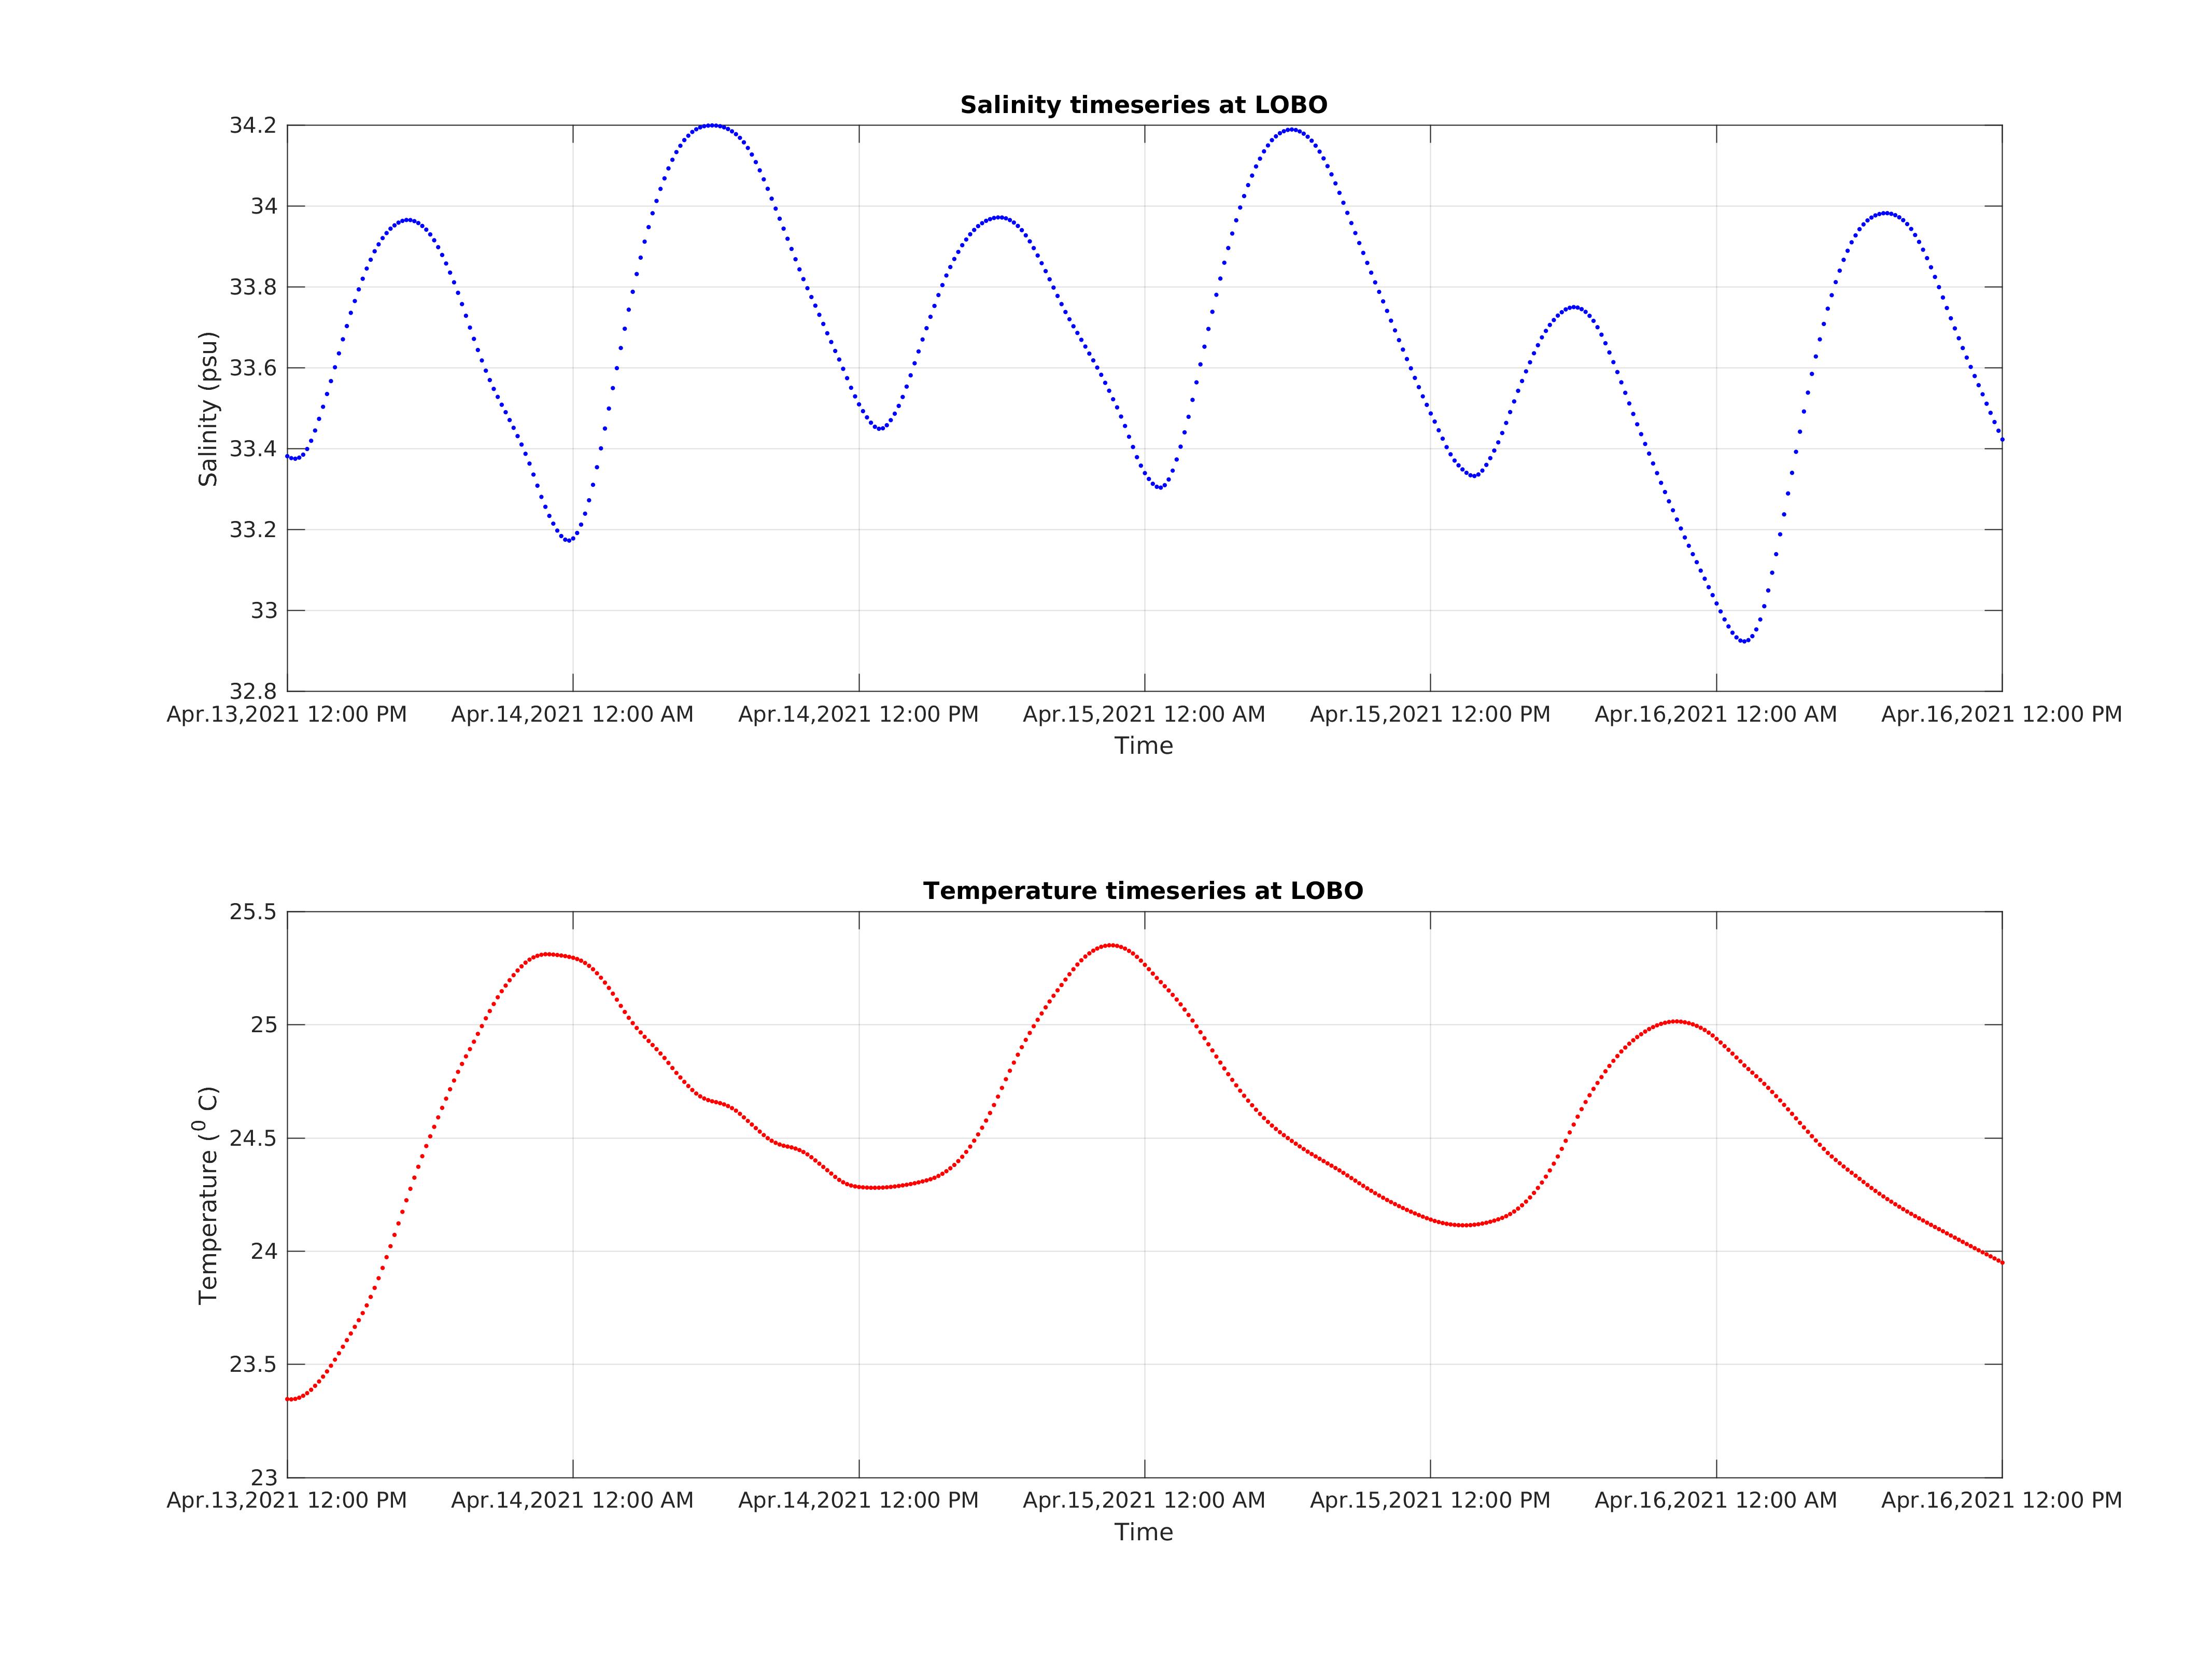 Salinity timeseries at LOBO
34.2
34
33.8
33.6
33.4
33.2
33
32.8
Salinity (psu)
Apr.13,2021 12:00 PM Apr.14,2021 12:00 AM Apr.14,2021 12:00 PM Apr.15,2021 12:00 AM Apr.15,2021 12:00 PM Apr.16,2021 12:00 AM Apr.16,2021 12:00 PM
Time
Temperature timeseries at LOBO
25.5
25
24.5
24
23.5
23
Temperature (⁰ C)
Apr.13,2021 12:00 PM Apr.14,2021 12:00 AM Apr.14,2021 12:00 PM Apr.15,2021 12:00 AM Apr.15,2021 12:00 PM Apr.16,2021 12:00 AM Apr.16,2021 12:00 PM
Time